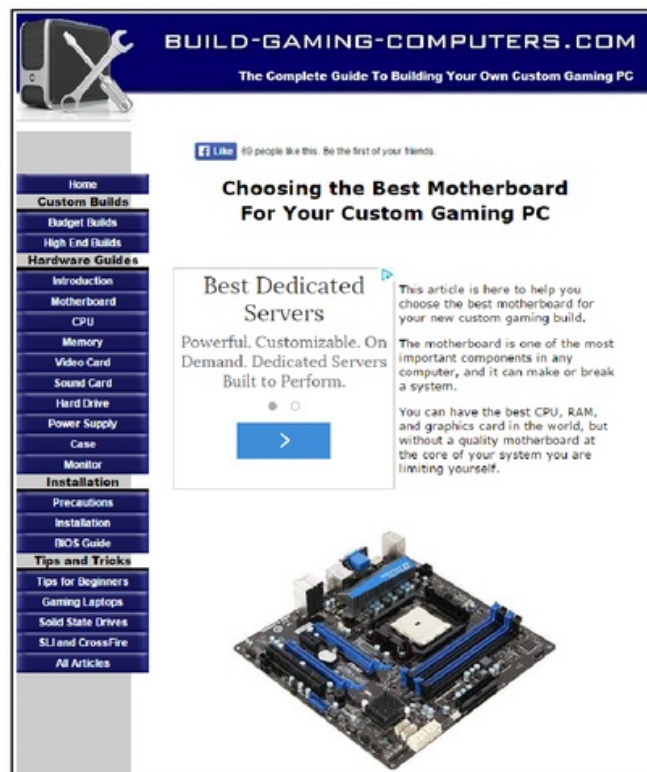 BUILD-GAMING-COMPUTERS.COM
The Complete Guide To Building Your Own Custom Gaming PC
Like 69 people like this. Be the first of your friends.
Home
Custom Builds
Budget Builds
High End Builds
Hardware Guides
Introduction
Motherboard
CPU
Memory
Video Card
Sound Card
Hard Drive
Power Supply
Case
Monitor
Installation
Precautions
Installation
BIOS Guide
Tips and Tricks
Tips for Beginners
Gaming Laptops
Solid State Drives
SLI and CrossFire
All Articles
Choosing the Best Motherboard
For Your Custom Gaming PC
Best Dedicated
Servers
Powerful. Customizable. On
Demand. Dedicated Servers
Built to Perform.
This article is here to help you
choose the best motherboard for
your new custom gaming build.
The motherboard is one of the most
important components in any
computer, and it can make or break
a system.
You can have the best CPU, RAM,
and graphics card in the world, but
without a quality motherboard at
the core of your system you are
limiting yourself.